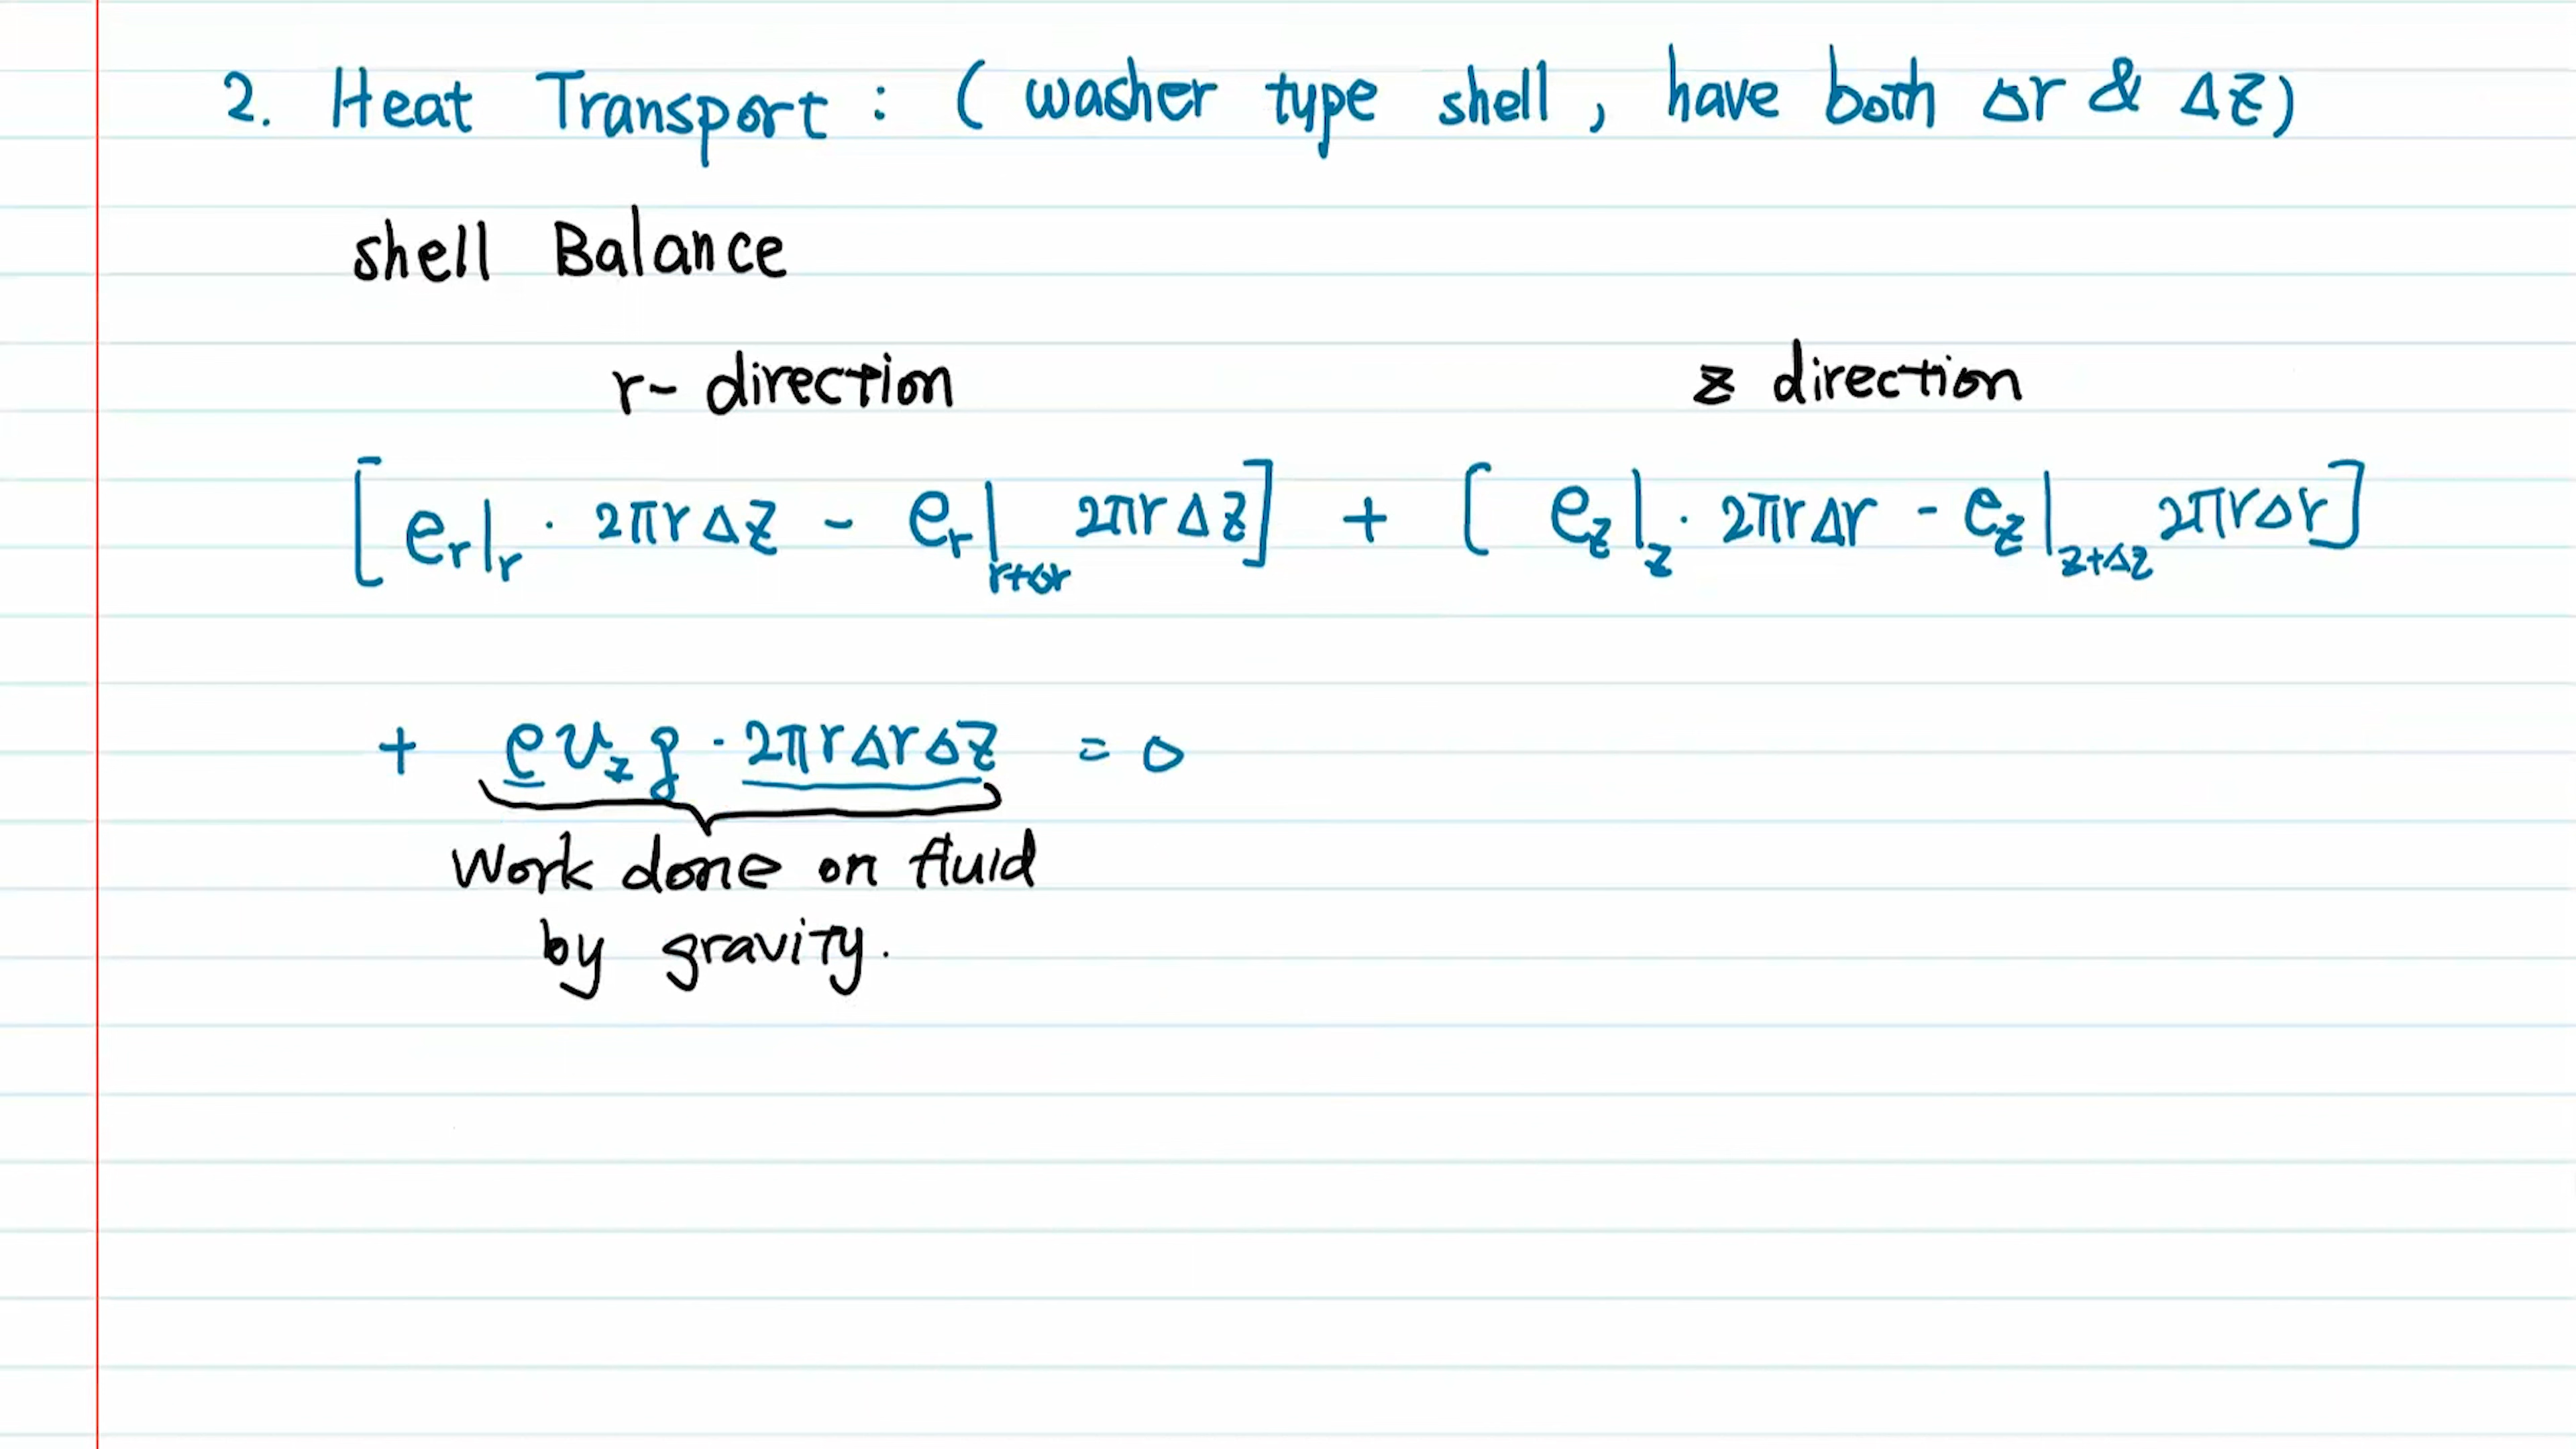 2. Heat Transport : ( washer type shell , have both Δr & Δz)
shell Balance
r- direction z direction
[ e_r|_r · 2πrΔz - e_r|_{r+Δr} 2πrΔz ] + [ e_z|_z · 2πrΔr - e_z|_{z+Δz} 2πrΔr ]
+ ρ v_z g · 2πrΔrΔz = 0
Work done on fluid
by gravity.